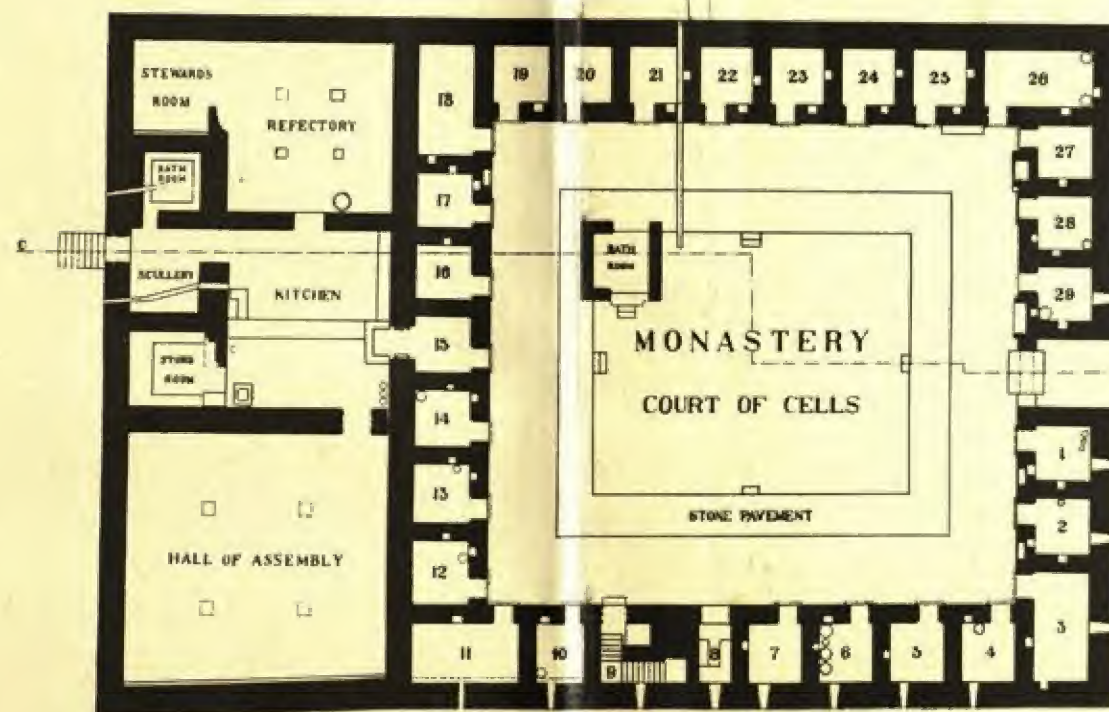 STEWARDS
ROOM
REFECTORY
BATH
ROOM
SCULLERY
KITCHEN
STORE
ROOM
HALL OF ASSEMBLY
18
17
16
15
14
13
12
19
20
21
22
23
24
25
26
27
28
29
BATH
ROOM
MONASTERY
COURT OF CELLS
STONE PAVEMENT
1
2
3
11
10
9
8
7
6
5
4